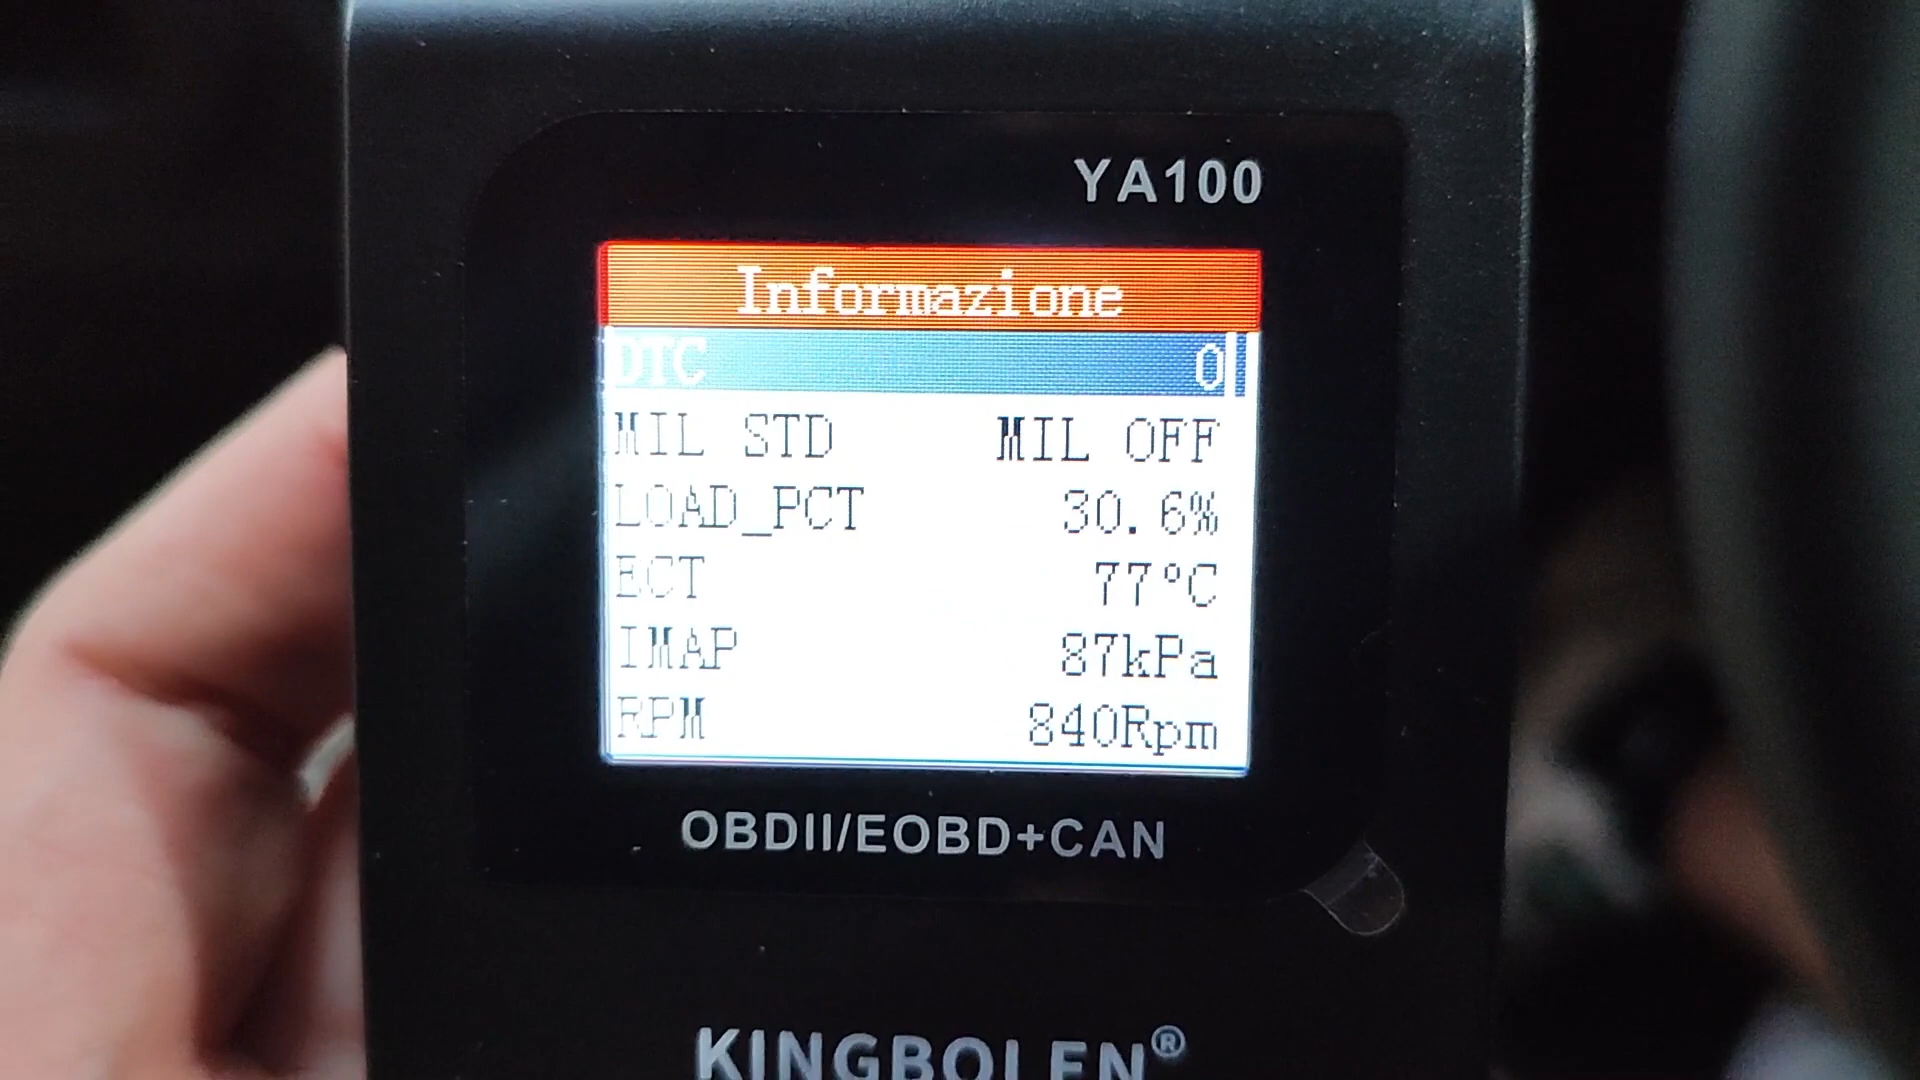 YA100
Informazione
DTC 0
MIL STD MIL OFF
LOAD_PCT 30.6%
ECT 77°C
IMAP 87kPa
RPM 840Rpm
OBDII/EOBD+CAN
KINGBOLEN®